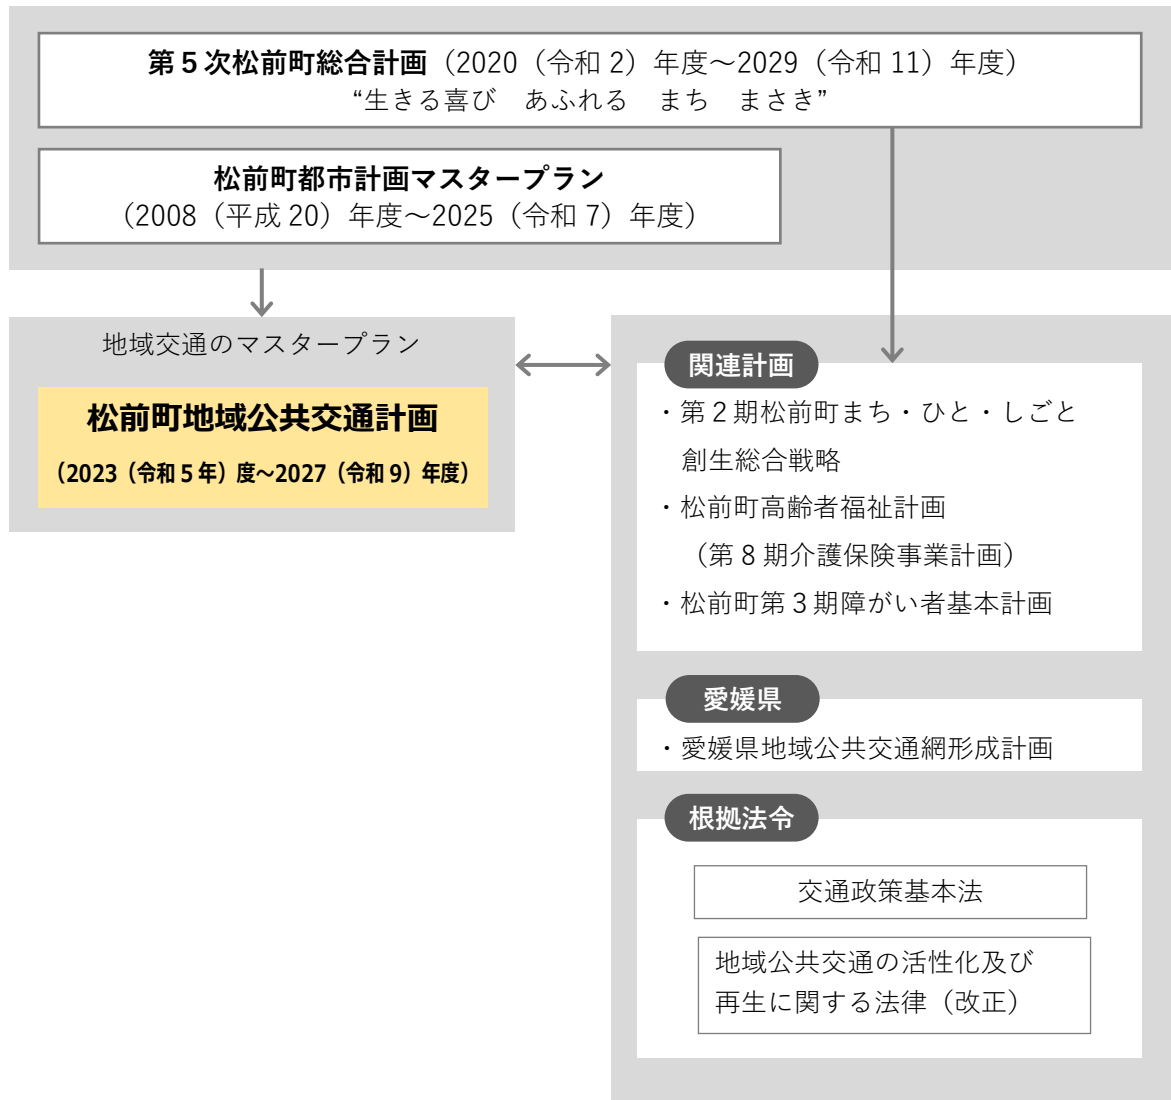 第5次松前町総合計画（2020（令和 2）年度～2029（令和 11）年度）
“生きる喜び　あふれる　まち　まさき”
松前町都市計画マスタープラン
（2008（平成 20）年度～2025（令和 7）年度）
地域交通のマスタープラン
松前町地域公共交通計画
（2023（令和 5 年）度～2027（令和 9）年度）
関連計画
・第２期松前町まち・ひと・しごと
創生総合戦略
・松前町高齢者福祉計画
（第 8 期介護保険事業計画）
・松前町第３期障がい者基本計画
愛媛県
・愛媛県地域公共交通網形成計画
根拠法令
交通政策基本法
地域公共交通の活性化及び
再生に関する法律（改正）